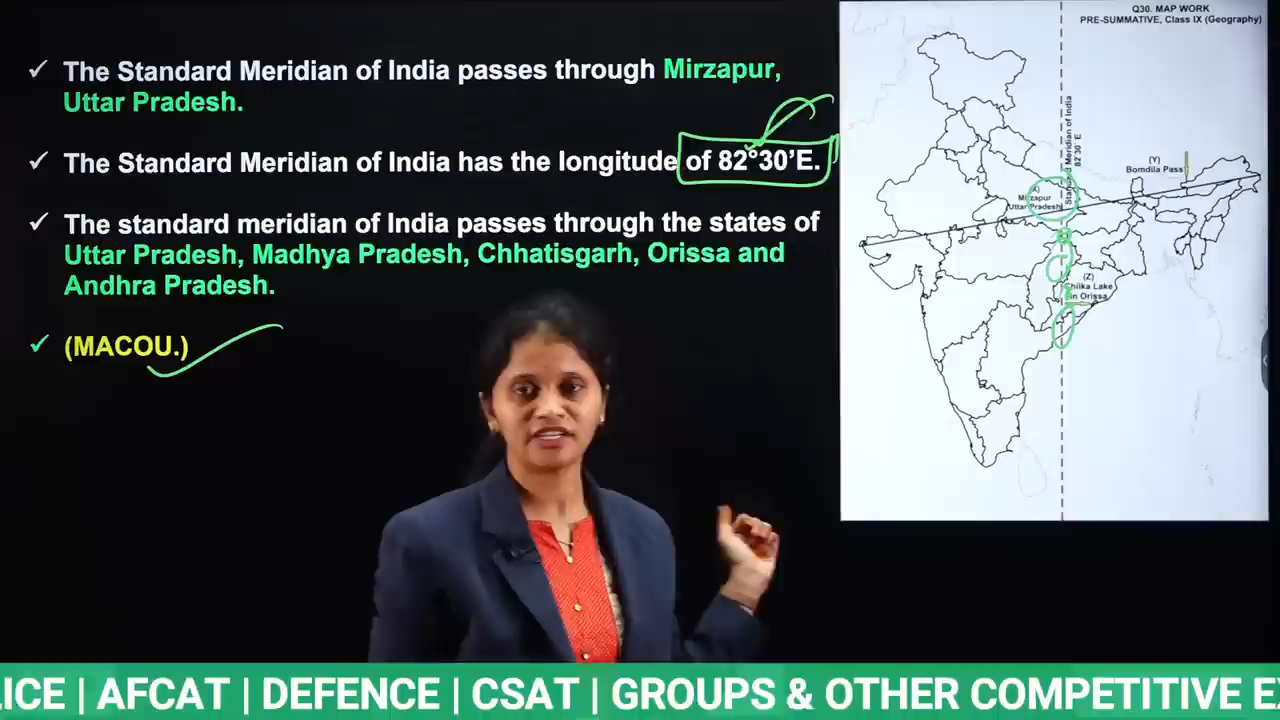 ✓ The Standard Meridian of India passes through Mirzapur,
Uttar Pradesh.
✓ The Standard Meridian of India has the longitude of 82°30'E.
✓ The standard meridian of India passes through the states of
Uttar Pradesh, Madhya Pradesh, Chhatisgarh, Orissa and
Andhra Pradesh.
✓ (MACOU.)
Q30. MAP WORK
PRE-SUMMATIVE, Class IX (Geography)
Standard Meridian of India
82°30' E
(Y)
Bomdila Pass
Mirzapur
Uttar Pradesh
(Z)
Chilka Lake
in Orissa
LICE | AFCAT | DEFENCE | CSAT | GROUPS & OTHER COMPETITIVE E